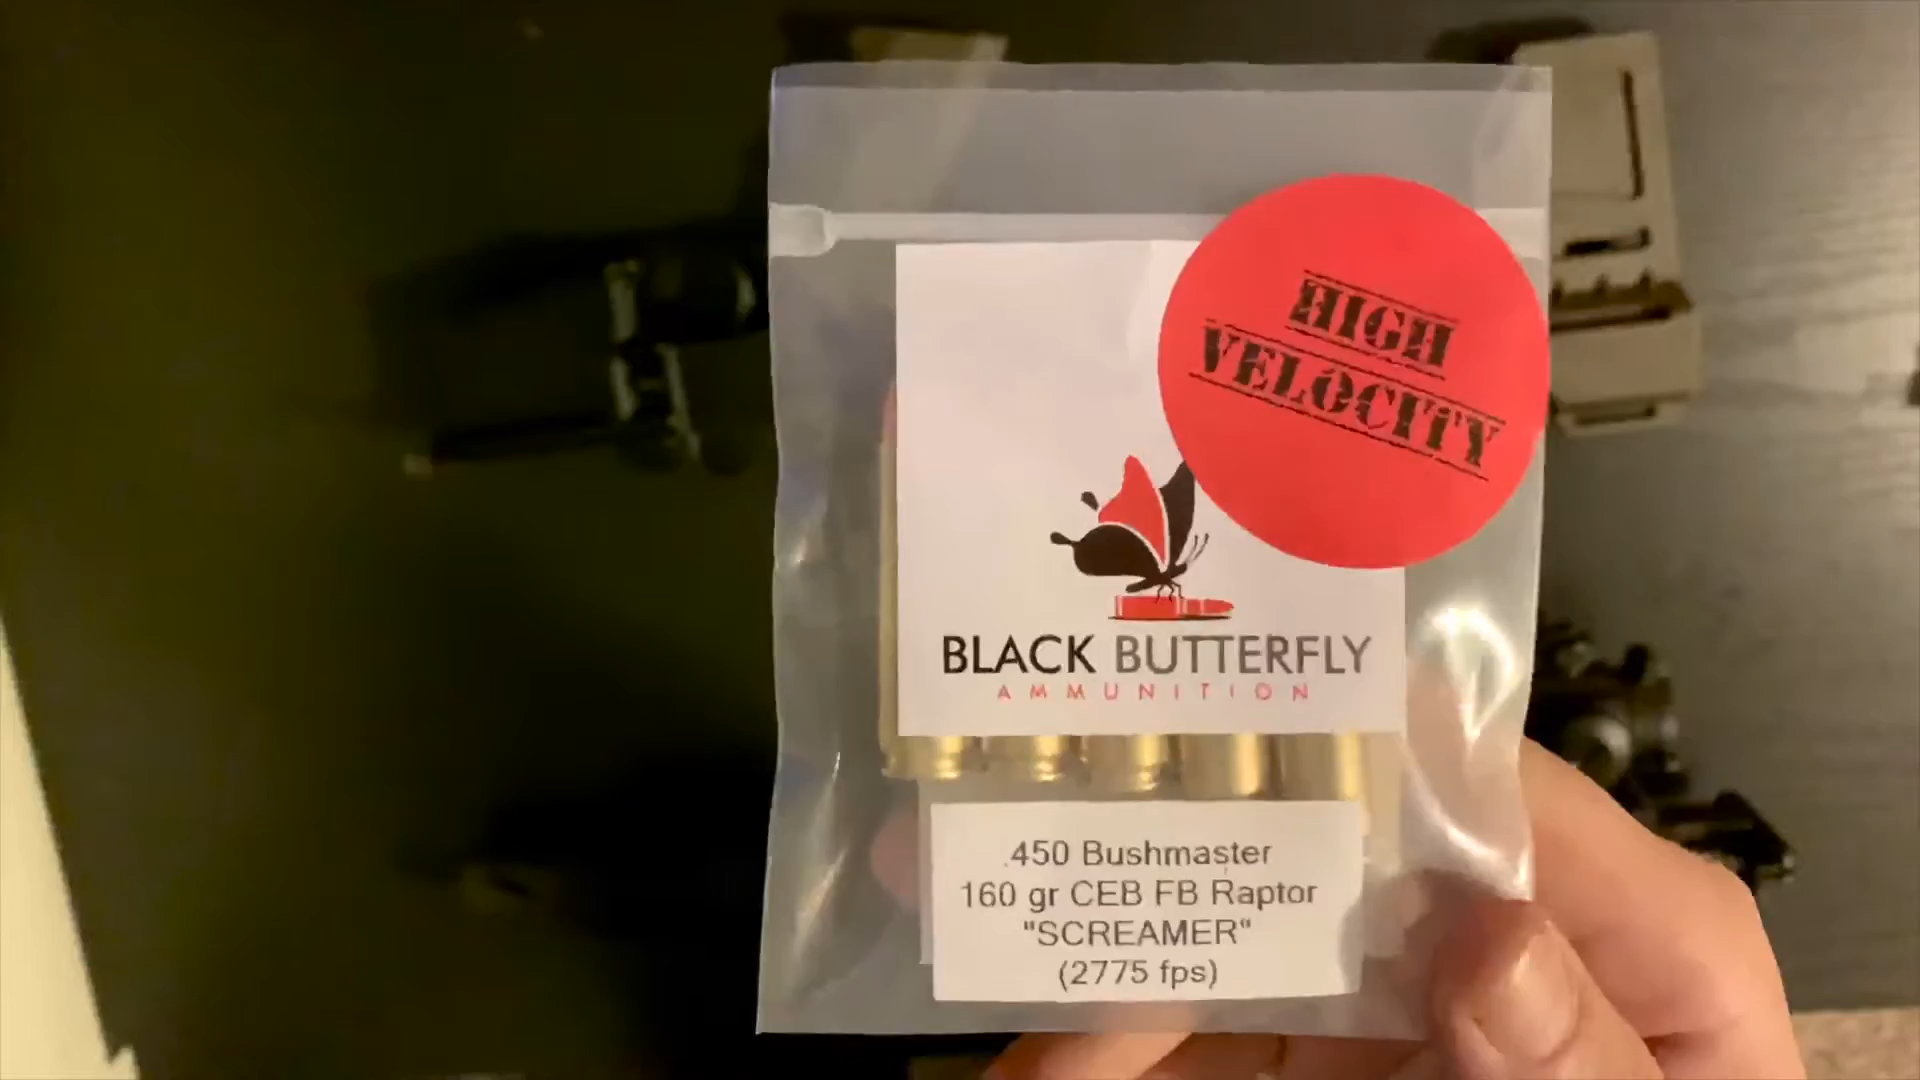 HIGH
VELOCITY
BLACK BUTTERFLY
AMMUNITION
.450 Bushmaster
160 gr CEB FB Raptor
"SCREAMER"
(2775 fps)